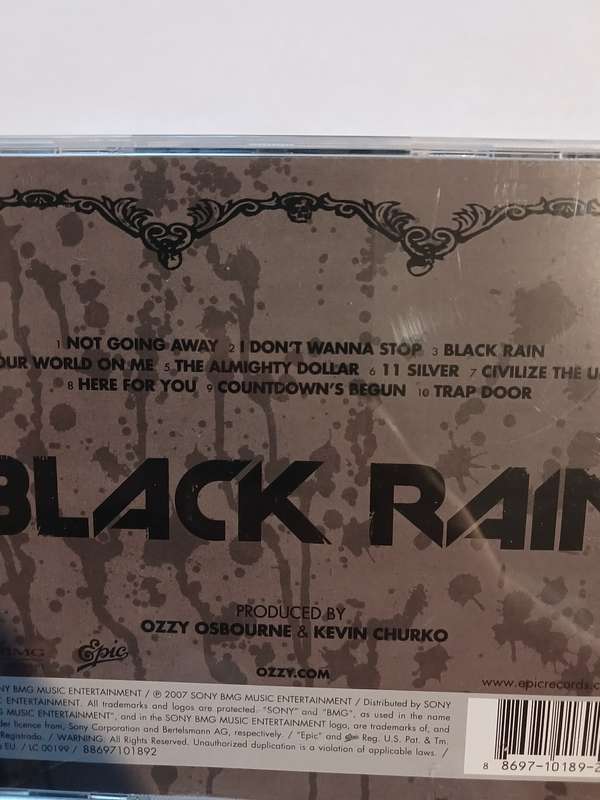 1 NOT GOING AWAY 2 I DON'T WANNA STOP 3 BLACK RAIN
OUR WORLD ON ME 5 THE ALMIGHTY DOLLAR 6 11 SILVER 7 CIVILIZE THE U
8 HERE FOR YOU 9 COUNTDOWN'S BEGUN 10 TRAP DOOR
BLACK RAIN
PRODUCED BY
OZZY OSBOURNE & KEVIN CHURKO
BMG Epic
OZZY.COM
www.epicrecords.c
NY BMG MUSIC ENTERTAINMENT / ℗ 2007 SONY BMG MUSIC ENTERTAINMENT / Distributed by SONY
C ENTERTAINMENT. All trademarks and logos are protected. "SONY" and "BMG", as used in the name
G MUSIC ENTERTAINMENT", and in the SONY BMG MUSIC ENTERTAINMENT logo, are trademarks of, and
der licence from, Sony Corporation and Bertelsmann AG, respectively. / "Epic" and Epic Reg. U.S. Pat. & Tm.
Registrada. / WARNING. All Rights Reserved. Unauthorized duplication is a violation of applicable laws. /
EU. / LC 00199 / 88697101892
8 8697-10189-2